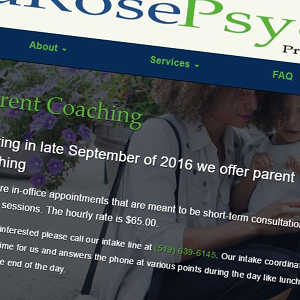 aRosePsy
Pr
About
Services
FAQ
rent Coaching
ing in late September of 2016 we offer parent
hing
re in-office appointments that are meant to be short-term consultation
sessions. The hourly rate is $65.00.
interested please call our intake line at (519) 639-6145. Our intake coordina
time for us and answers the phone at various points during the day like lunch
e end of the day.